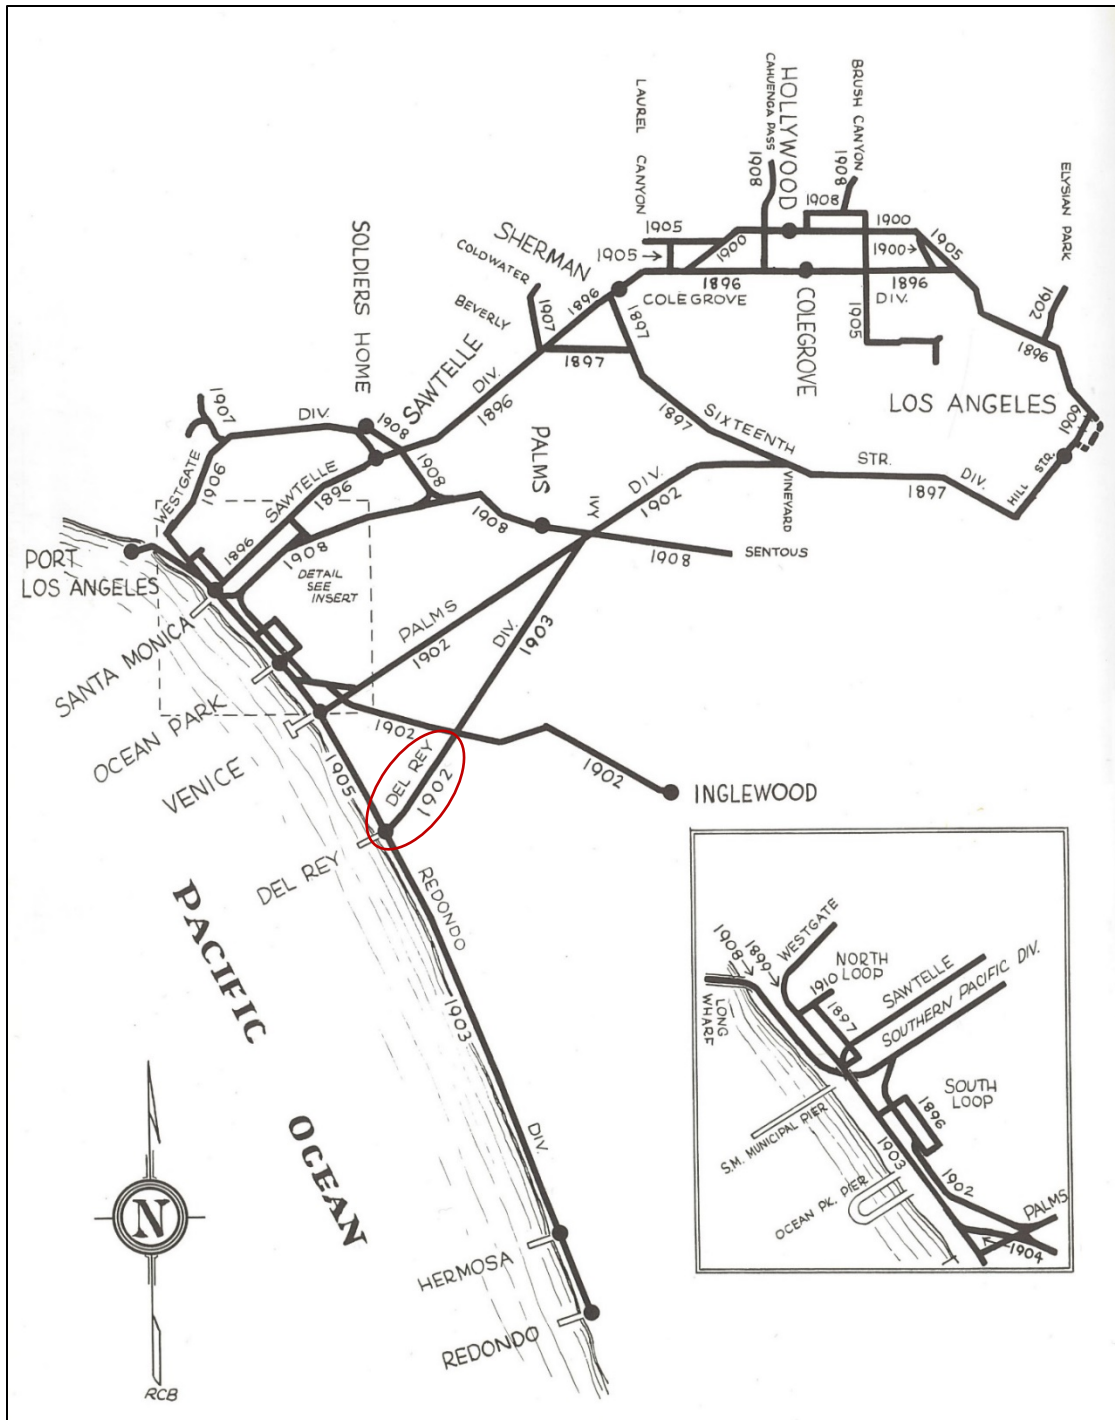 LAUREL CANYON
CAHUENGA PASS
HOLLYWOOD
BRUSH CANYON
ELYSIAN PARK
1908
1908
1908
1905
1900
1900
1905
1905
1900
SHERMAN
COLDWATER
BEVERLY
1907
1896
1896
COLEGROVE
COLEGROVE
1896
DIV.
1905
1902
1896
1897
1897
SOLDIERS HOME
SAWTELLE
DIV.
1896
LOS ANGELES
1909
HILL STR.
1907
DIV.
1908
1908
PALMS
1897
SIXTEENTH
STR.
DIV.
1897
VINEYARD
DIV.
1902
IVY
WESTGATE
1906
SAWTELLE
1896
1896
1908
1908
1908
SENTOUS
PORT
LOS ANGELES
DETAIL
SEE
INSERT
PALMS
1902
DIV.
1903
SANTA MONICA
OCEAN PARK
VENICE
1902
1902
INGLEWOOD
1905
DEL REY
1902
DEL REY
REDONDO
1903
DIV.
PACIFIC
OCEAN
HERMOSA
REDONDO
N
RCB
1908
1899
WESTGATE
NORTH
LOOP
1910
1897
SAWTELLE
SOUTHERN PACIFIC DIV.
LONG
WHARF
SOUTH
LOOP
1896
S.M. MUNICIPAL PIER
1903
OCEAN PK. PIER
1902
PALMS
1904